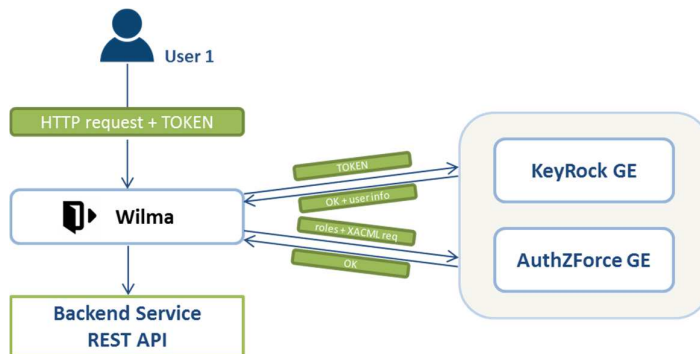 User 1
HTTP request + TOKEN
Wilma
Backend Service
REST API
TOKEN
OK + user info
roles + XACML req
OK
KeyRock GE
AuthZForce GE